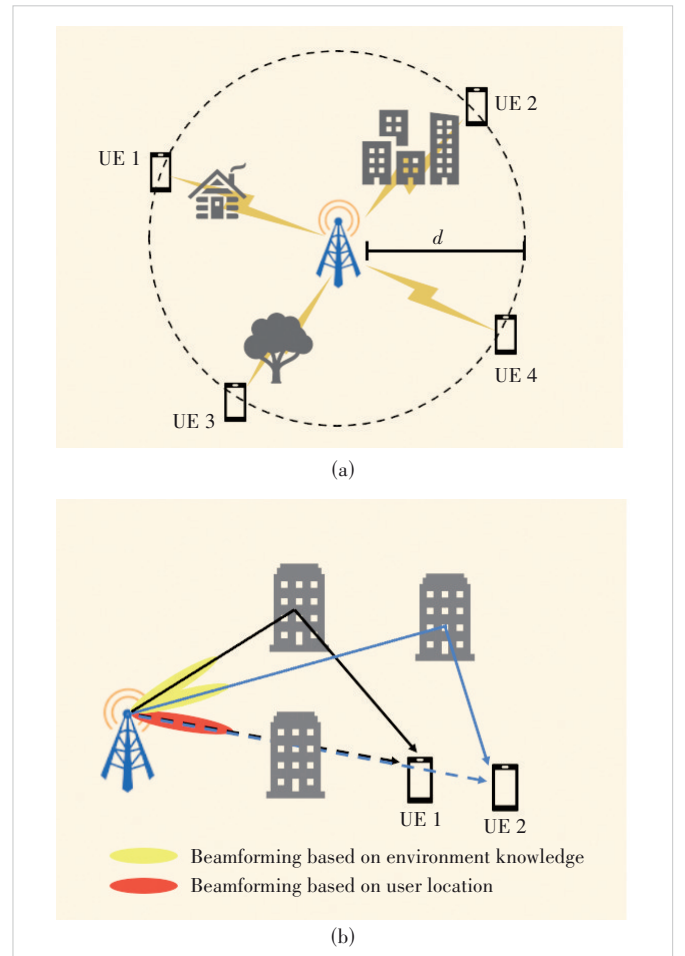 UE 2
UE 1
d
UE 4
UE 3
(a)
UE 1
UE 2
Beamforming based on environment knowledge
Beamforming based on user location
(b)